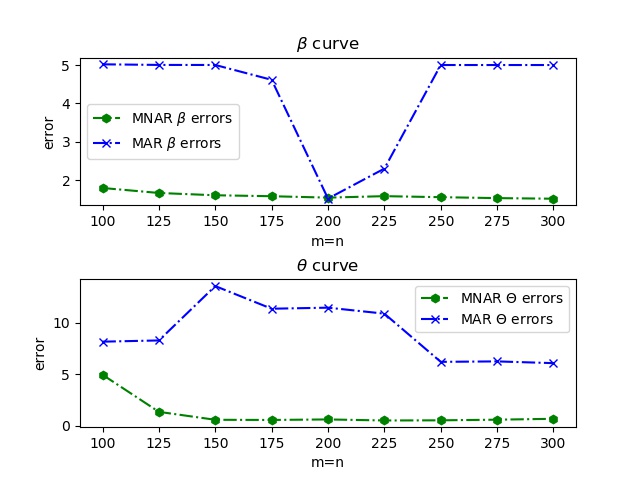 β curve
5
4
3
2
error
MNAR β errors
MAR β errors
100 125 150 175 200 225 250 275 300
m=n
θ curve
10
5
0
error
MNAR Θ errors
MAR Θ errors
100 125 150 175 200 225 250 275 300
m=n